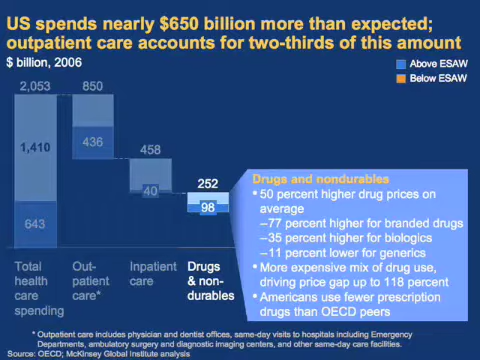 US spends nearly $650 billion more than expected;
outpatient care accounts for two-thirds of this amount
$ billion, 2006
Above ESAW
Below ESAW
2,053
850
1,410
436
458
40
252
98
643
Total
health
care
spending
Out-
patient
care*
Inpatient
care
Drugs
& non-
durables
Drugs and nondurables
• 50 percent higher drug prices on
average
–77 percent higher for branded drugs
–35 percent higher for biologics
–11 percent lower for generics
• More expensive mix of drug use,
driving price gap up to 118 percent
• Americans use fewer prescription
drugs than OECD peers
* Outpatient care includes physician and dentist offices, same-day visits to hospitals including Emergency
Departments, ambulatory surgery and diagnostic imaging centers, and other same-day care facilities.
Source: OECD; McKinsey Global Institute analysis